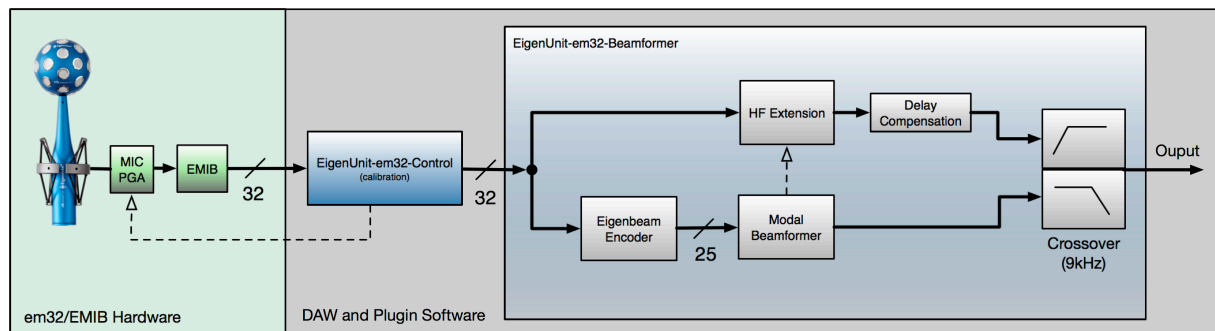 EigenUnit-em32-Beamformer
HF Extension
Delay
Compensation
MIC
PGA
EMIB
32
EigenUnit-em32-Control
(calibration)
32
Ouput
Eigenbeam
Encoder
25
Modal
Beamformer
Crossover
(9kHz)
em32/EMIB Hardware
DAW and Plugin Software